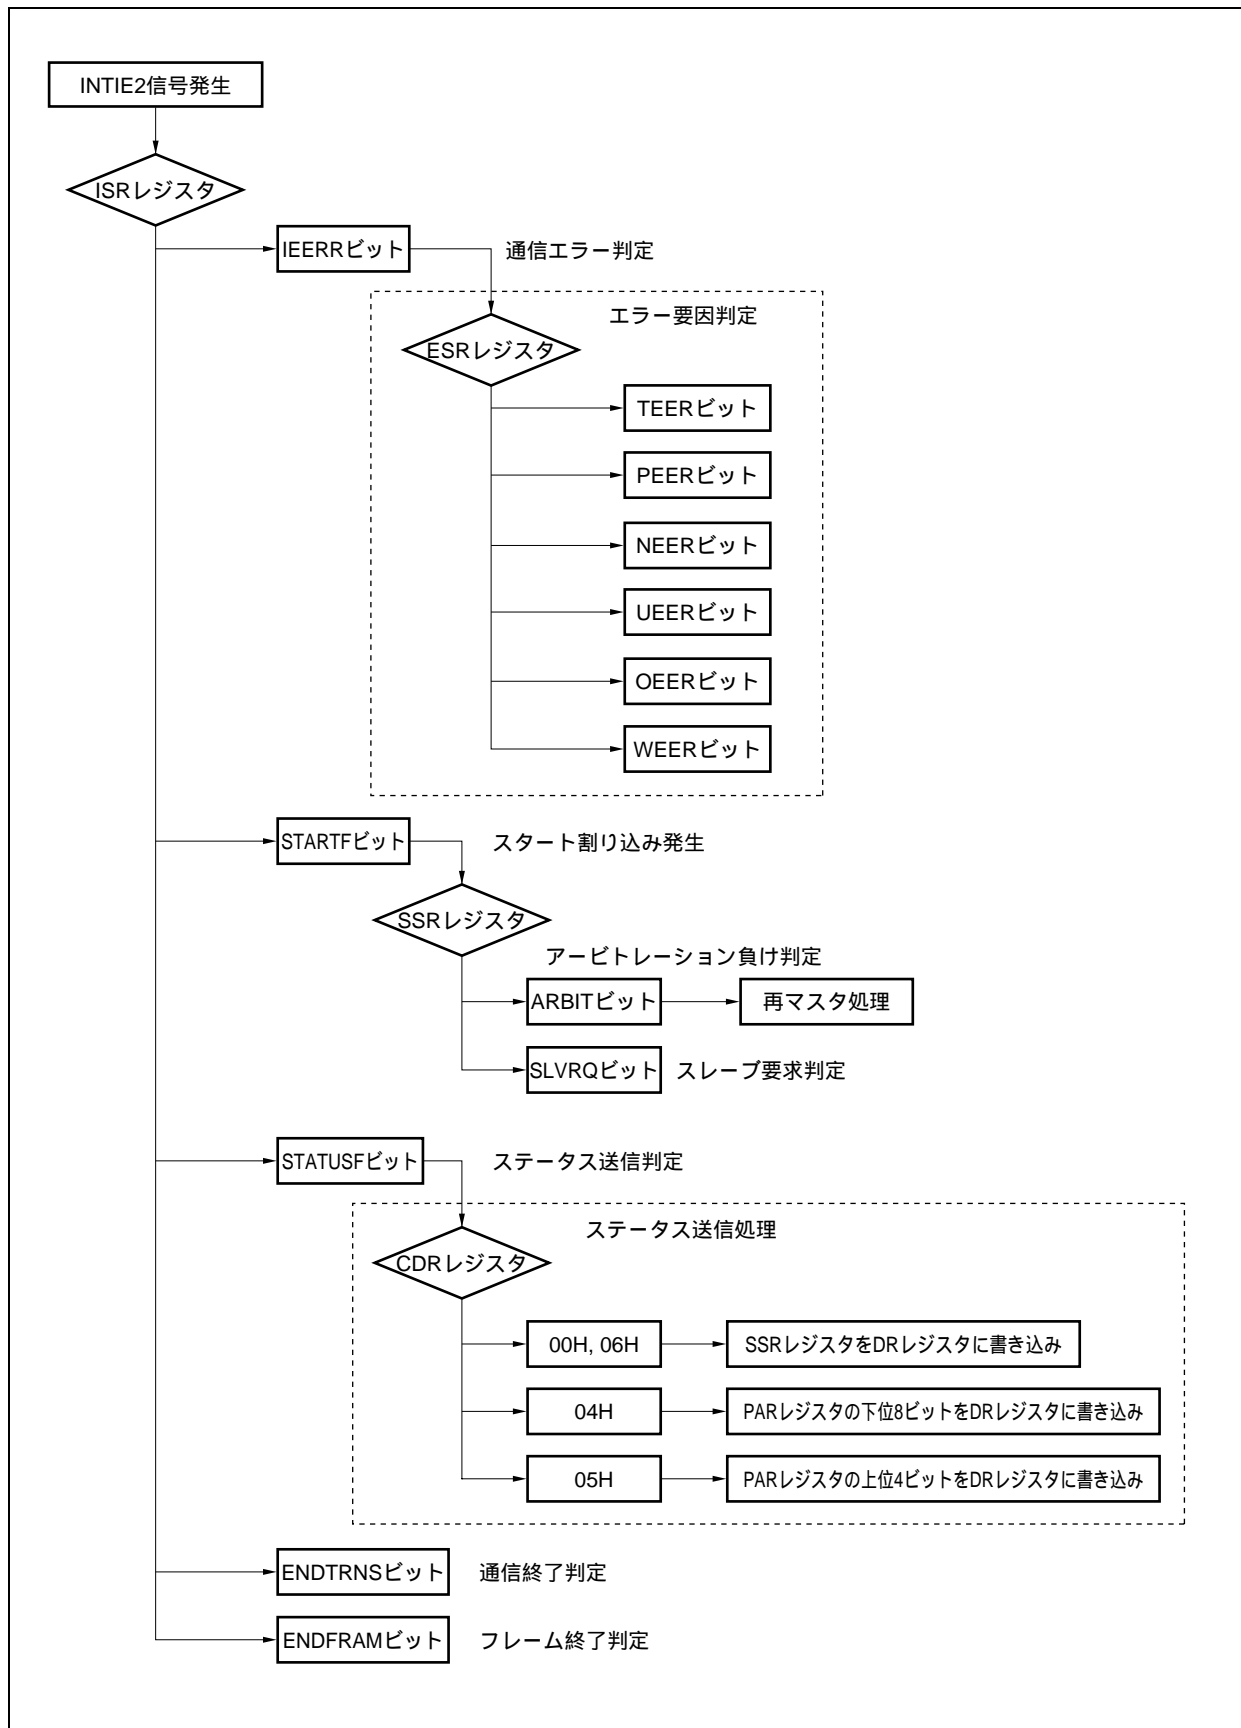 INTIE2信号発生
ISRレジスタ
IEERRビット
通信エラー判定
エラー要因判定
ESRレジスタ
TEERビット
PEERビット
NEERビット
UEERビット
OEERビット
WEERビット
STARTFビット
スタート割り込み発生
SSRレジスタ
アービトレーション負け判定
ARBITビット
再マスタ処理
SLVRQビット
スレーブ要求判定
STATUSFビット
ステータス送信判定
ステータス送信処理
CDRレジスタ
00H, 06H
SSRレジスタをDRレジスタに書き込み
04H
PARレジスタの下位8ビットをDRレジスタに書き込み
05H
PARレジスタの上位4ビットをDRレジスタに書き込み
ENDTRNSビット
通信終了判定
ENDFRAMビット
フレーム終了判定